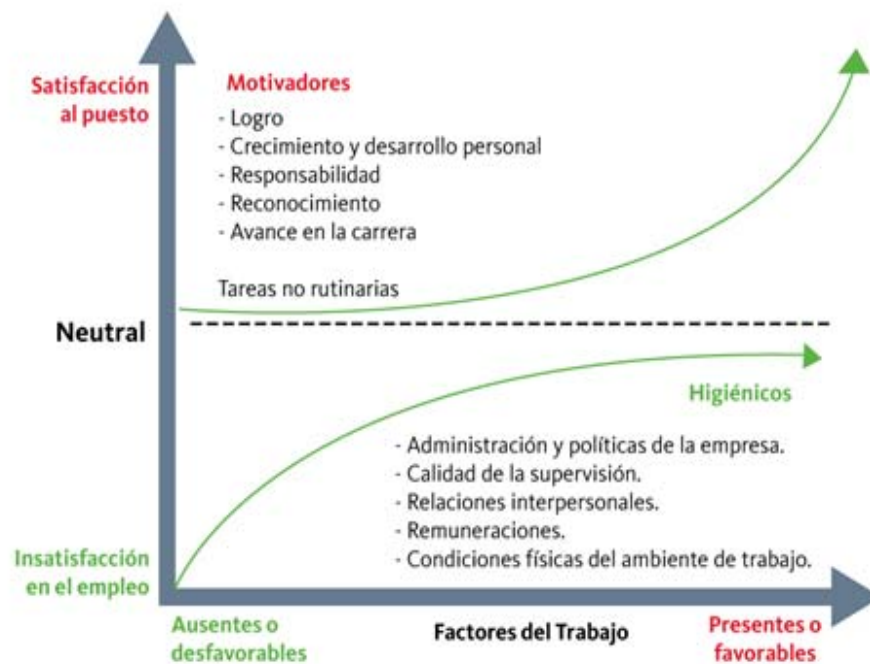 Satisfacción
al puesto
Motivadores
- Logro
- Crecimiento y desarrollo personal
- Responsabilidad
- Reconocimiento
- Avance en la carrera
Tareas no rutinarias
Neutral
Higiénicos
- Administración y políticas de la empresa.
- Calidad de la supervisión.
- Relaciones interpersonales.
- Remuneraciones.
- Condiciones físicas del ambiente de trabajo.
Insatisfacción
en el empleo
Ausentes o
desfavorables
Factores del Trabajo
Presentes o
favorables